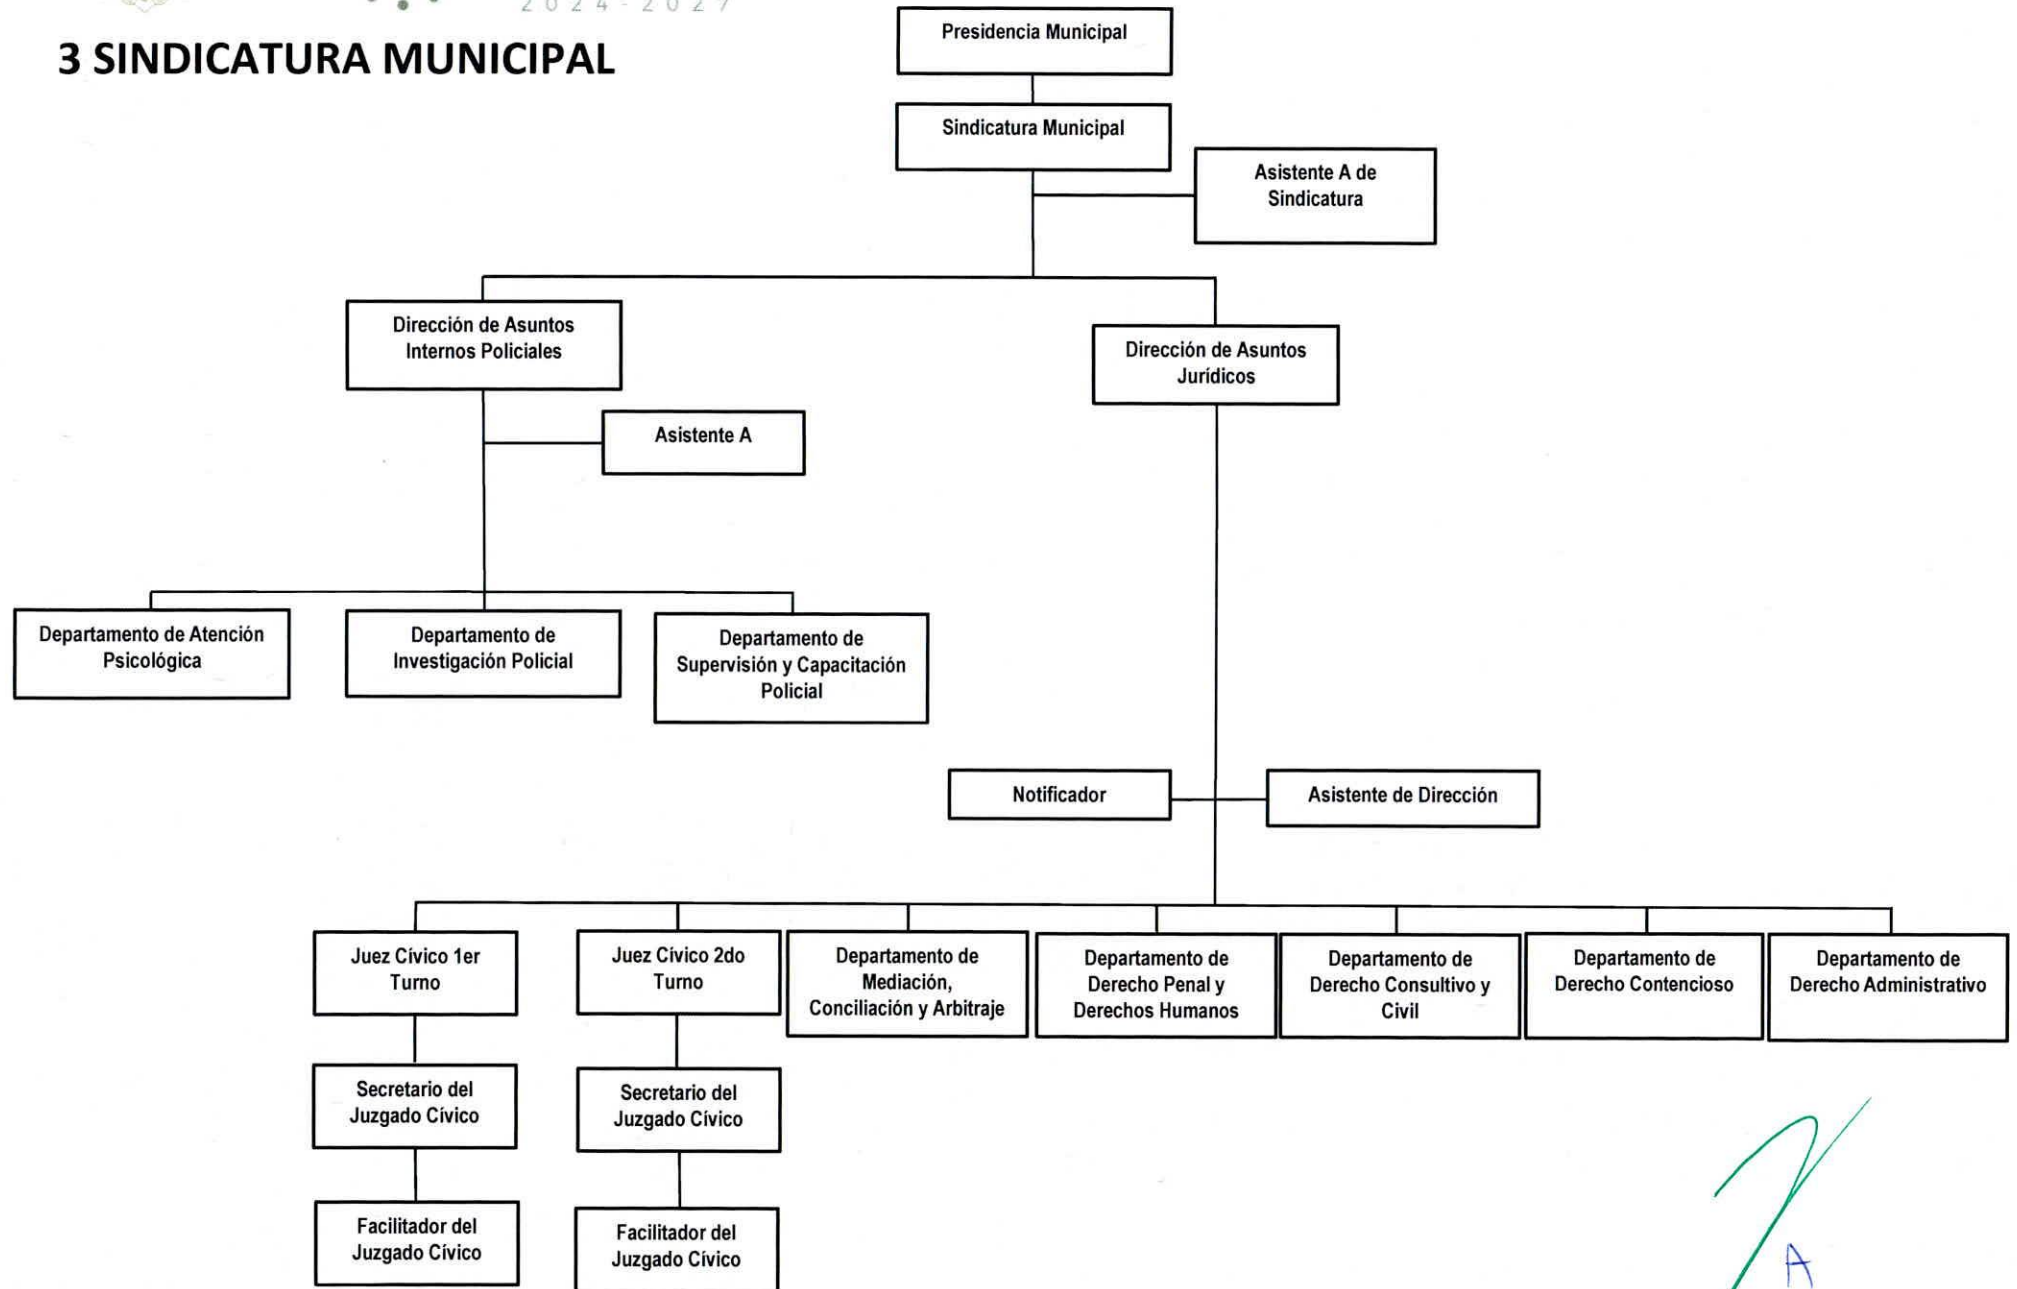 2024-2027
3 SINDICATURA MUNICIPAL
Presidencia Municipal
Sindicatura Municipal
Asistente A de
Sindicatura
Dirección de Asuntos
Internos Policiales
Dirección de Asuntos
Jurídicos
Asistente A
Departamento de Atención
Psicológica
Departamento de
Investigación Policial
Departamento de
Supervisión y Capacitación
Policial
Notificador
Asistente de Dirección
Juez Cívico 1er
Turno
Juez Cívico 2do
Turno
Departamento de
Mediación,
Conciliación y Arbitraje
Departamento de
Derecho Penal y
Derechos Humanos
Departamento de
Derecho Consultivo y
Civil
Departamento de
Derecho Contencioso
Departamento de
Derecho Administrativo
Secretario del
Juzgado Cívico
Secretario del
Juzgado Cívico
Facilitador del
Juzgado Cívico
Facilitador del
Juzgado Cívico